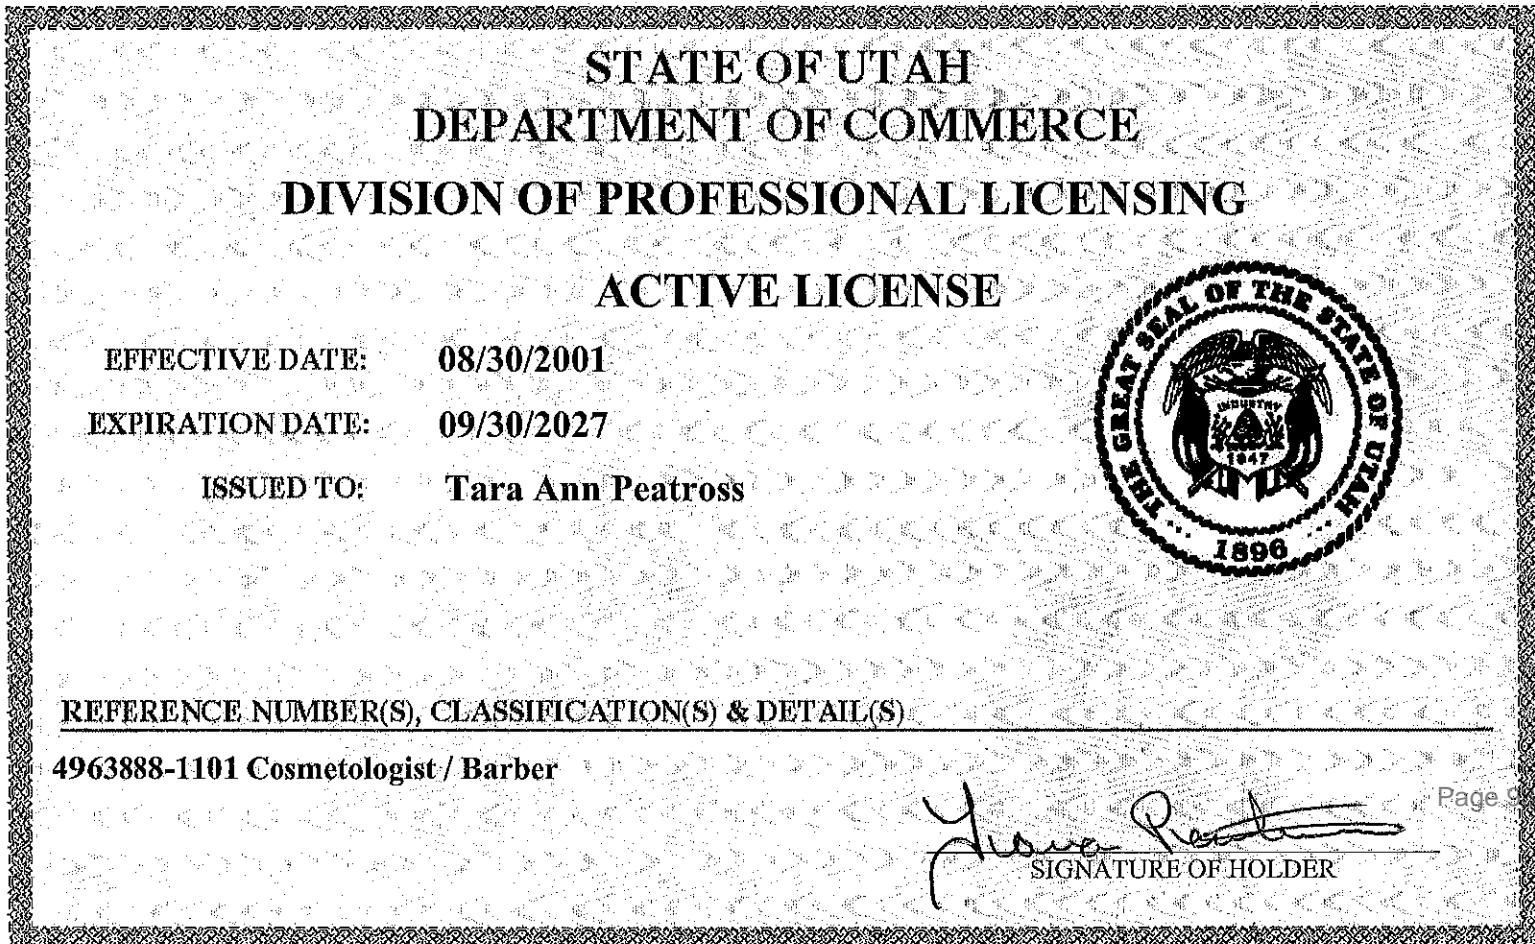 STATE OF UTAH
DEPARTMENT OF COMMERCE
DIVISION OF PROFESSIONAL LICENSING
ACTIVE LICENSE
EFFECTIVE DATE: 08/30/2001
EXPIRATION DATE: 09/30/2027
ISSUED TO: Tara Ann Peatross
THE GREAT SEAL OF THE STATE OF UTAH
INDUSTRY
1847
1896
REFERENCE NUMBER(S), CLASSIFICATION(S) & DETAIL(S)
4963888-1101 Cosmetologist / Barber
Page 9
SIGNATURE OF HOLDER